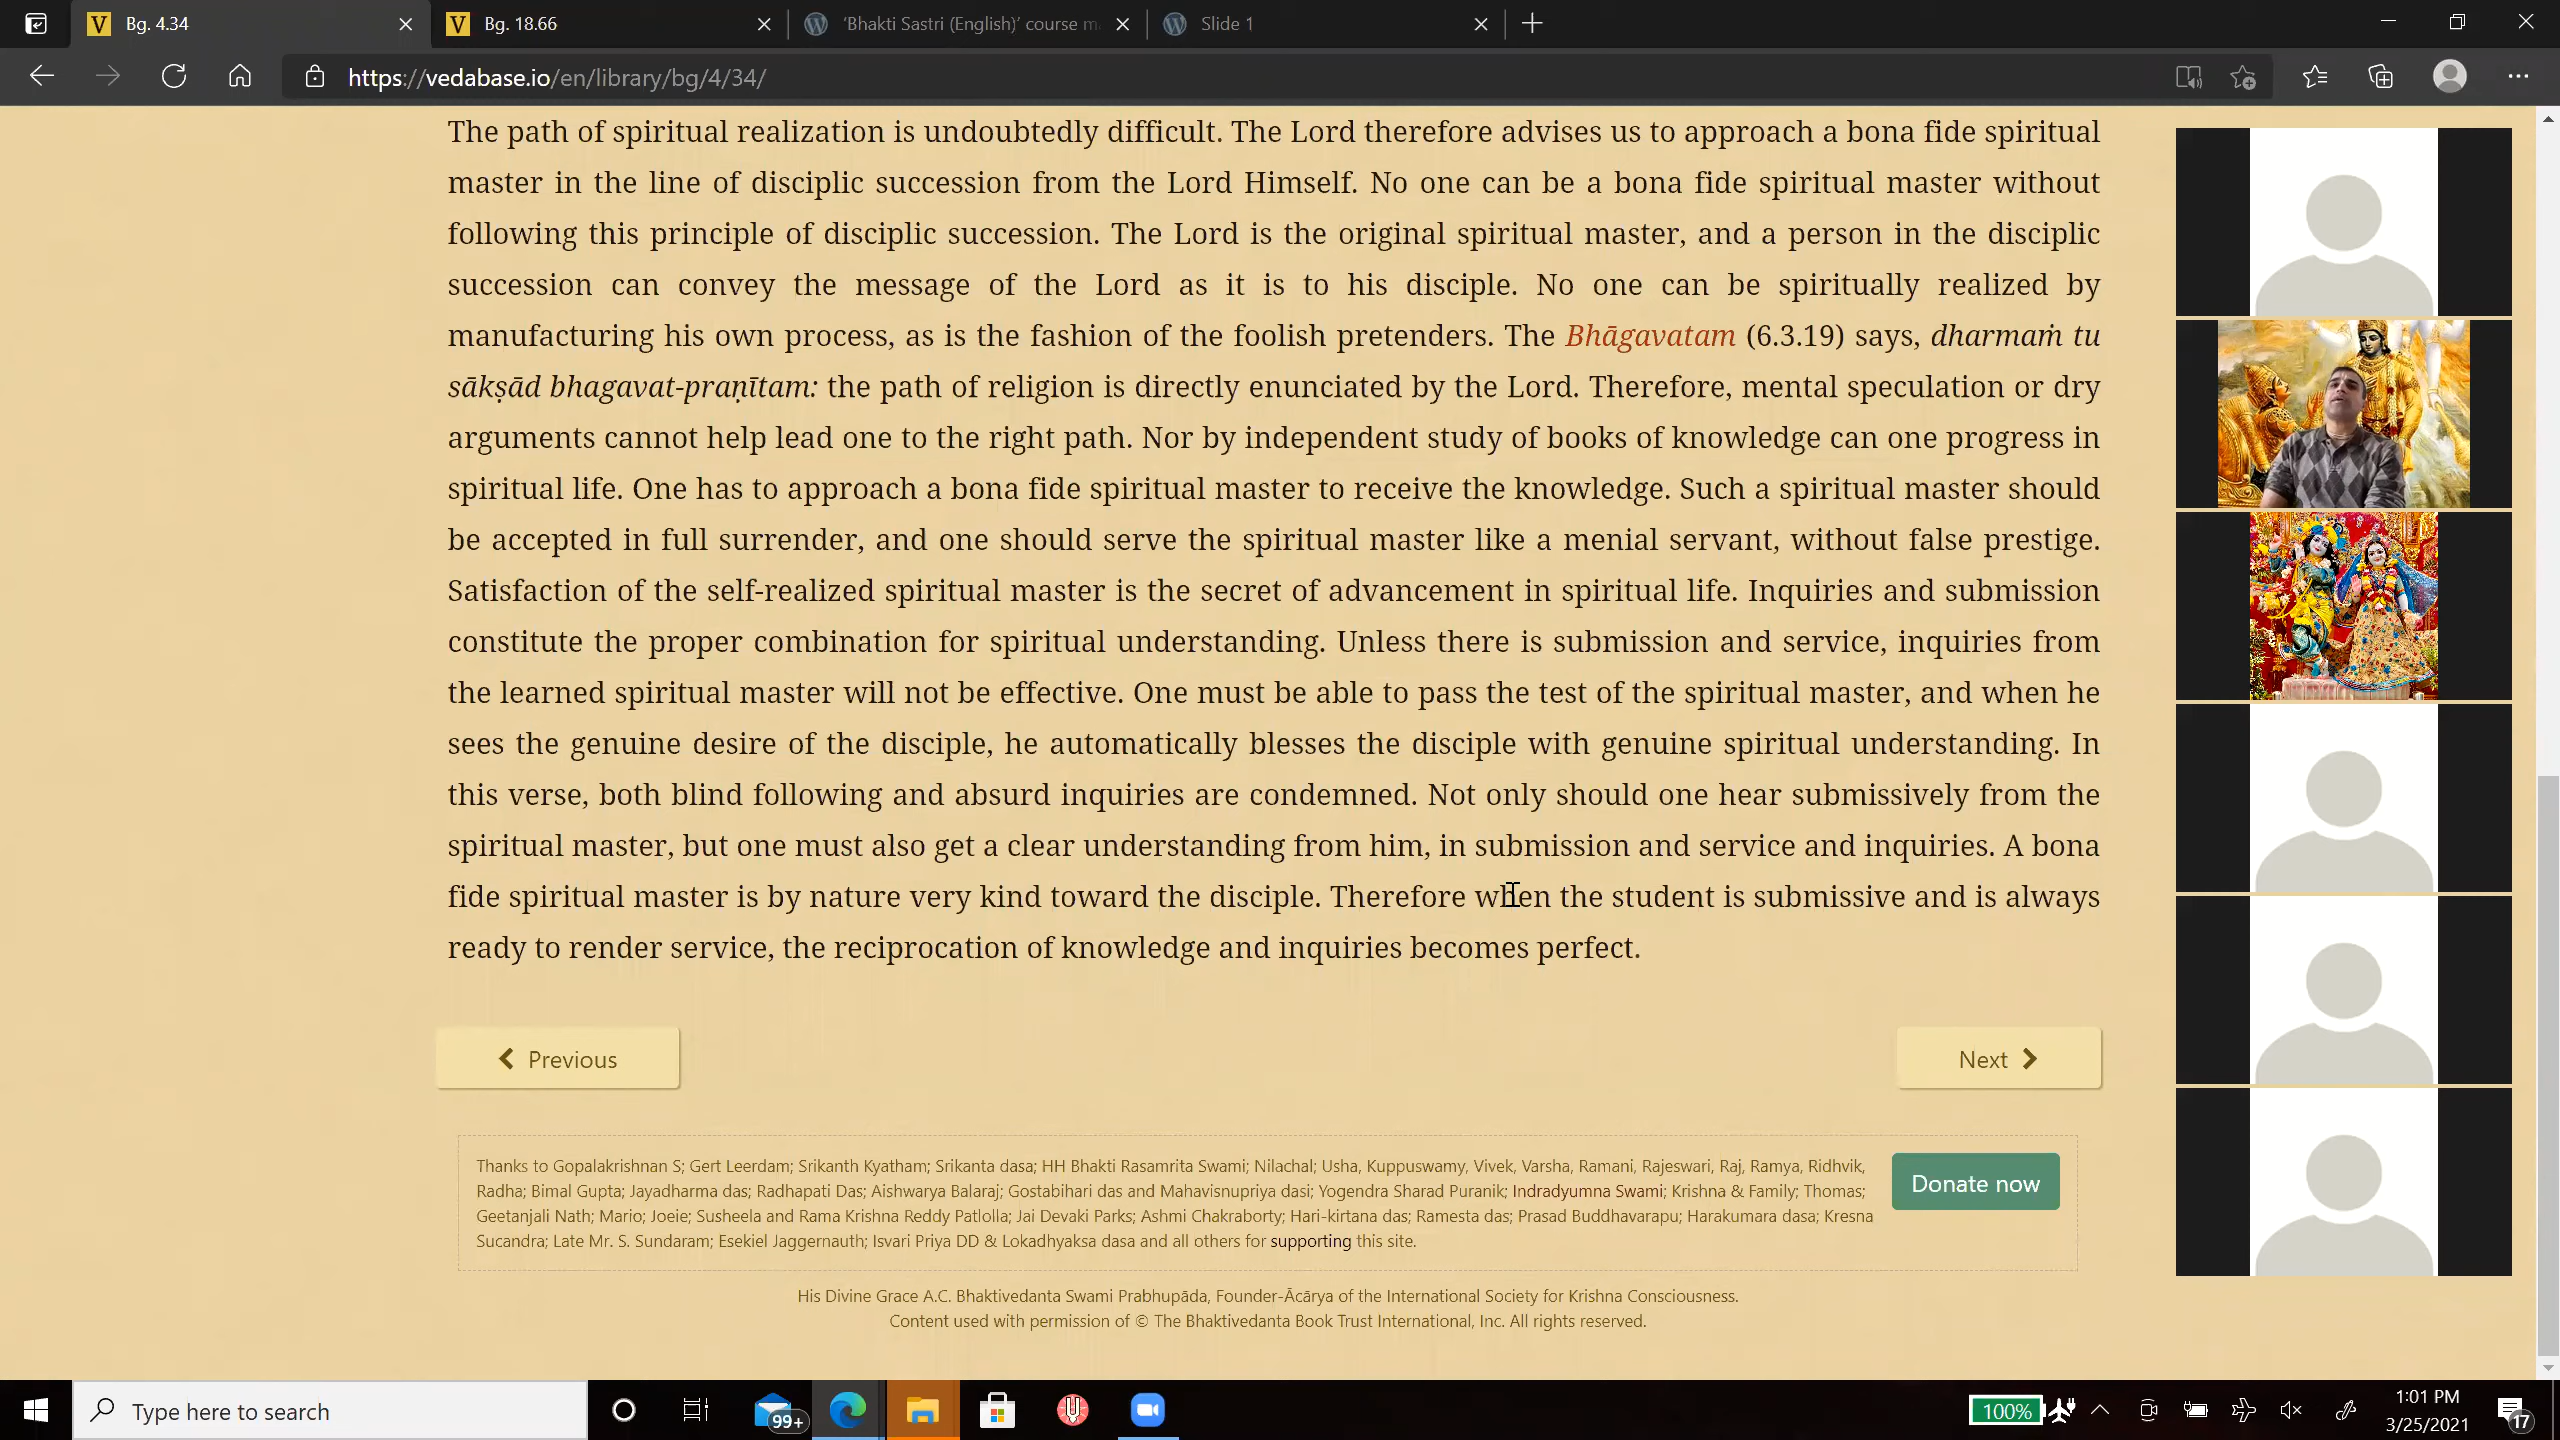 Bg. 4.34
Bg. 18.66
'Bhakti Sastri (English)' course m
Slide 1
https://vedabase.io/en/library/bg/4/34/
The path of spiritual realization is undoubtedly difficult. The Lord therefore advises us to approach a bona fide spiritual
master in the line of disciplic succession from the Lord Himself. No one can be a bona fide spiritual master without
following this principle of disciplic succession. The Lord is the original spiritual master, and a person in the disciplic
succession can convey the message of the Lord as it is to his disciple. No one can be spiritually realized by
manufacturing his own process, as is the fashion of the foolish pretenders. The Bhāgavatam (6.3.19) says, dharmaṁ tu
sākṣād bhagavat-praṇītam: the path of religion is directly enunciated by the Lord. Therefore, mental speculation or dry
arguments cannot help lead one to the right path. Nor by independent study of books of knowledge can one progress in
spiritual life. One has to approach a bona fide spiritual master to receive the knowledge. Such a spiritual master should
be accepted in full surrender, and one should serve the spiritual master like a menial servant, without false prestige.
Satisfaction of the self-realized spiritual master is the secret of advancement in spiritual life. Inquiries and submission
constitute the proper combination for spiritual understanding. Unless there is submission and service, inquiries from
the learned spiritual master will not be effective. One must be able to pass the test of the spiritual master, and when he
sees the genuine desire of the disciple, he automatically blesses the disciple with genuine spiritual understanding. In
this verse, both blind following and absurd inquiries are condemned. Not only should one hear submissively from the
spiritual master, but one must also get a clear understanding from him, in submission and service and inquiries. A bona
fide spiritual master is by nature very kind toward the disciple. Therefore when the student is submissive and is always
ready to render service, the reciprocation of knowledge and inquiries becomes perfect.
Previous
Next
Thanks to Gopalakrishnan S; Gert Leerdam; Srikanth Kyatham; Srikanta dasa; HH Bhakti Rasamrita Swami; Nilachal; Usha, Kuppuswamy, Vivek, Varsha, Ramani, Rajeswari, Raj, Ramya, Ridhvik,
Radha; Bimal Gupta; Jayadharma das; Radhapati Das; Aishwarya Balaraj; Gostabihari das and Mahavisnupriya dasi; Yogendra Sharad Puranik; Indradyumna Swami; Krishna & Family; Thomas;
Geetanjali Nath; Mario; Joeie; Susheela and Rama Krishna Reddy Patlolla; Jai Devaki Parks; Ashmi Chakraborty; Hari-kirtana das; Ramesta das; Prasad Buddhavarapu; Harakumara dasa; Kresna
Sucandra; Late Mr. S. Sundaram; Esekiel Jaggernauth; Isvari Priya DD & Lokadhyaksa dasa and all others for supporting this site.
Donate now
His Divine Grace A.C. Bhaktivedanta Swami Prabhupāda, Founder-Ācārya of the International Society for Krishna Consciousness.
Content used with permission of © The Bhaktivedanta Book Trust International, Inc. All rights reserved.
Type here to search
99+
100%
1:01 PM
3/25/2021
17